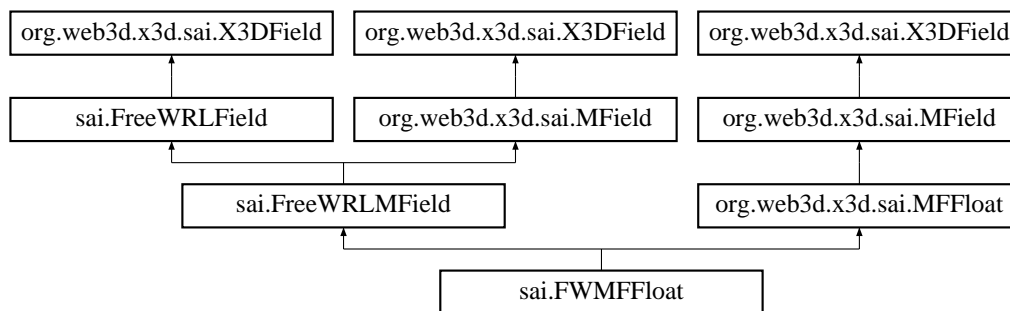 org.web3d.x3d.sai.X3DField
org.web3d.x3d.sai.X3DField
org.web3d.x3d.sai.X3DField
sai.FreeWRLField
org.web3d.x3d.sai.MField
org.web3d.x3d.sai.MField
sai.FreeWRLMField
org.web3d.x3d.sai.MFFloat
sai.FWMFFloat